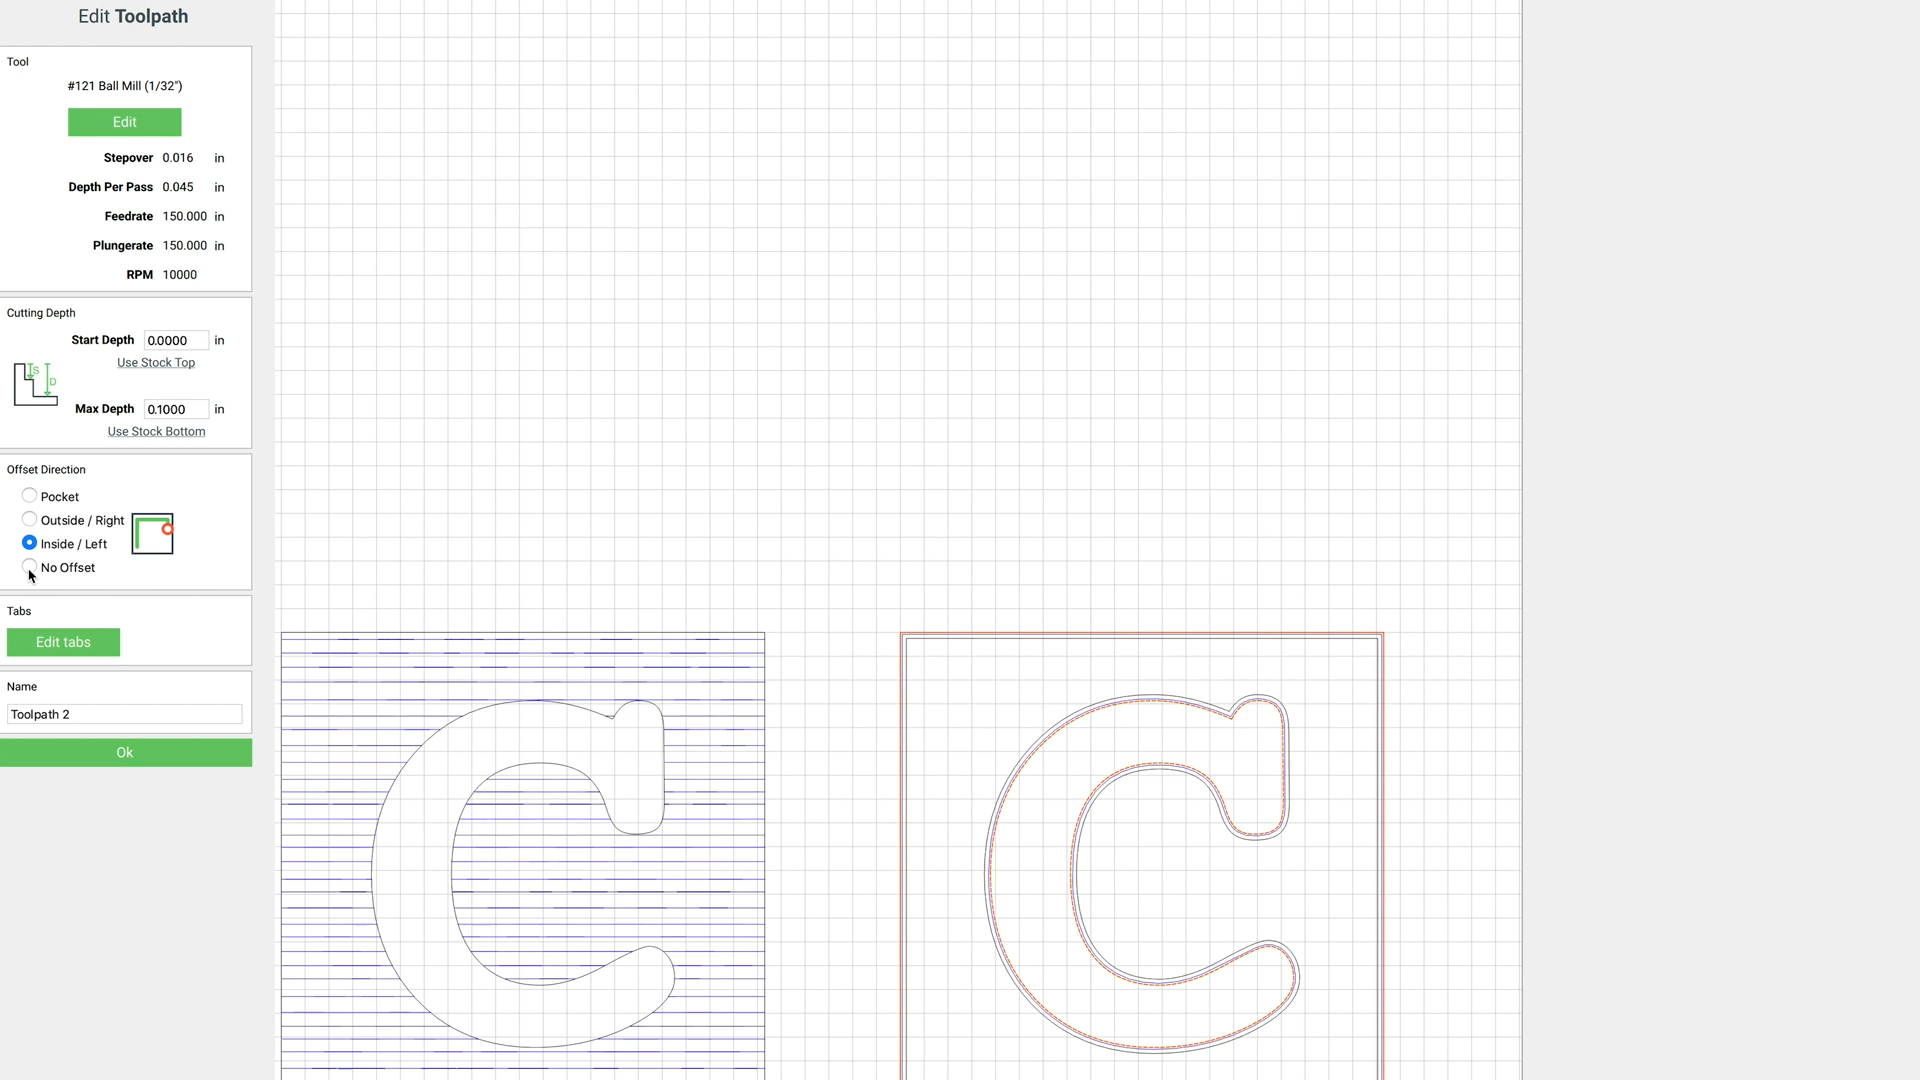 Edit Toolpath
Tool
#121 Ball Mill (1/32")
Edit
Stepover 0.016 in
Depth Per Pass 0.045 in
Feedrate 150.000 in
Plungerate 150.000 in
RPM 10000
Cutting Depth
Start Depth 0.0000 in
Use Stock Top
S
D
Max Depth 0.1000 in
Use Stock Bottom
Offset Direction
Pocket
Outside / Right
Inside / Left
No Offset
Tabs
Edit tabs
Name
Toolpath 2
Ok
C C